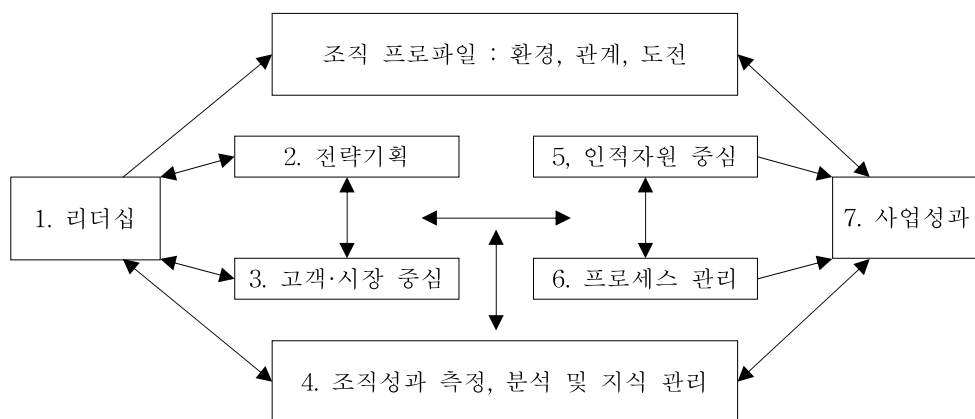 조직 프로파일 : 환경, 관계, 도전
2. 전략기획
5, 인적자원 중심
1. 리더십
7. 사업성과
3. 고객·시장 중심
6. 프로세스 관리
4. 조직성과 측정, 분석 및 지식 관리